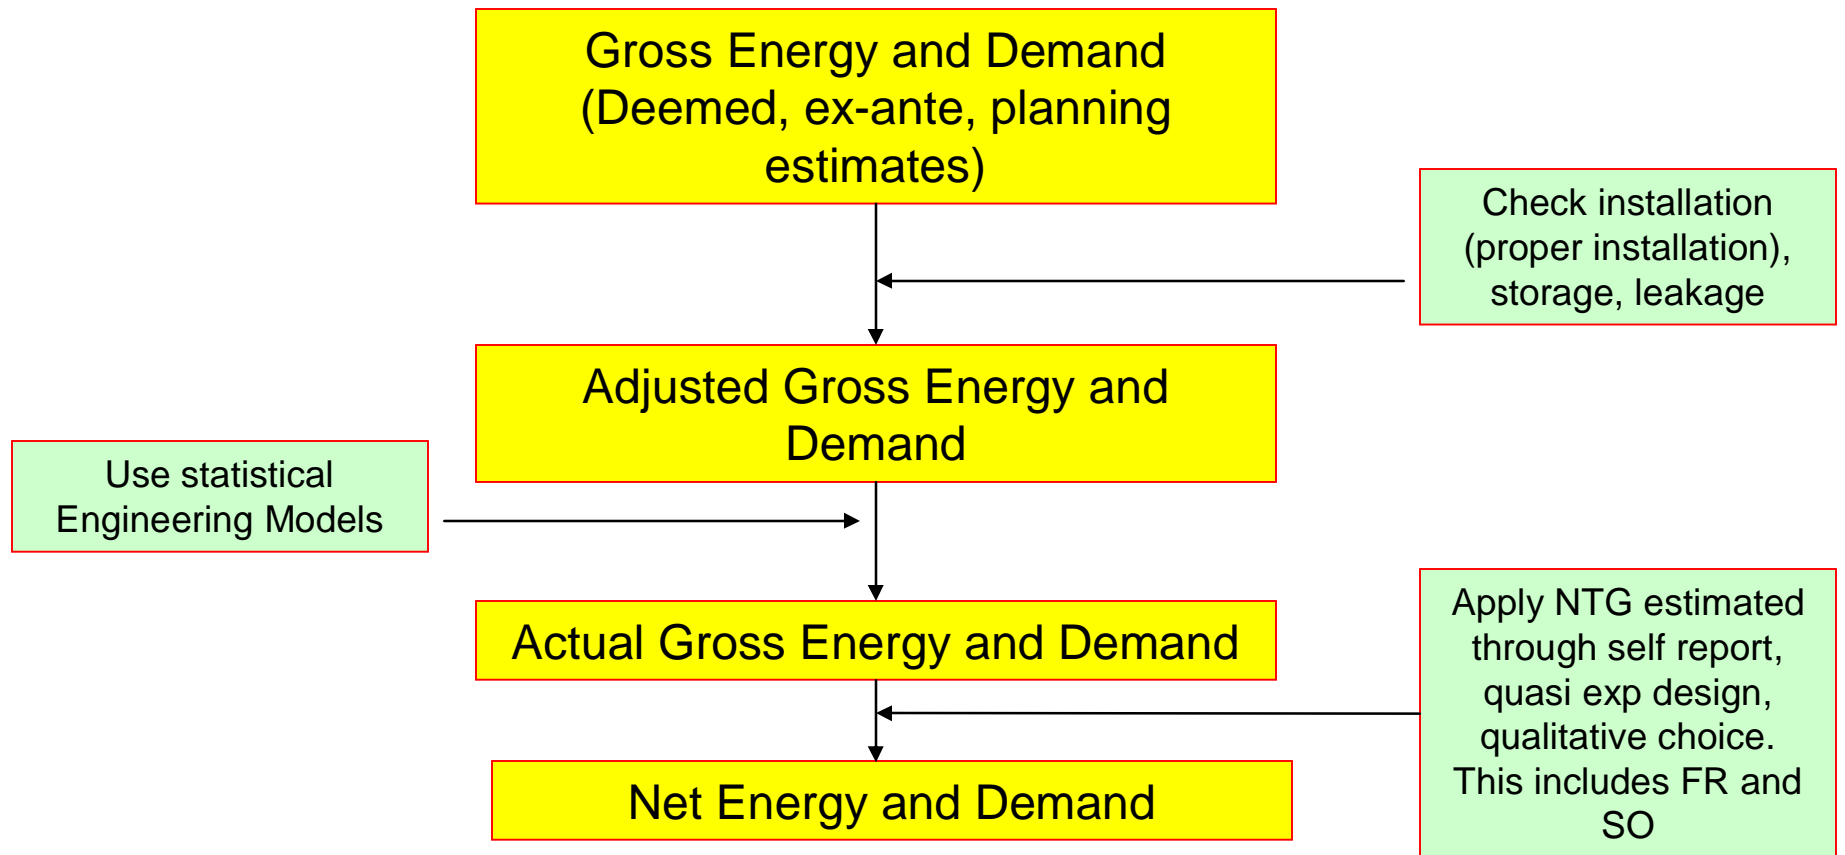 Gross Energy and Demand
(Deemed, ex-ante, planning
estimates)
Check installation
(proper installation),
storage, leakage
Adjusted Gross Energy and
Demand
Use statistical
Engineering Models
Actual Gross Energy and Demand
Apply NTG estimated
through self report,
quasi exp design,
qualitative choice.
This includes FR and
SO
Net Energy and Demand